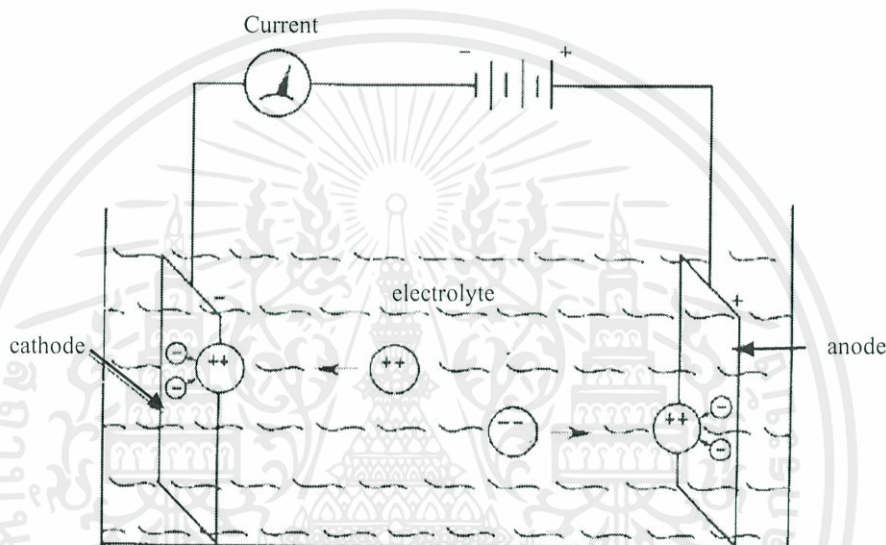 Current
- +
- electrolyte +
cathode
anode
- ++ ++
-
-- ++ -
-